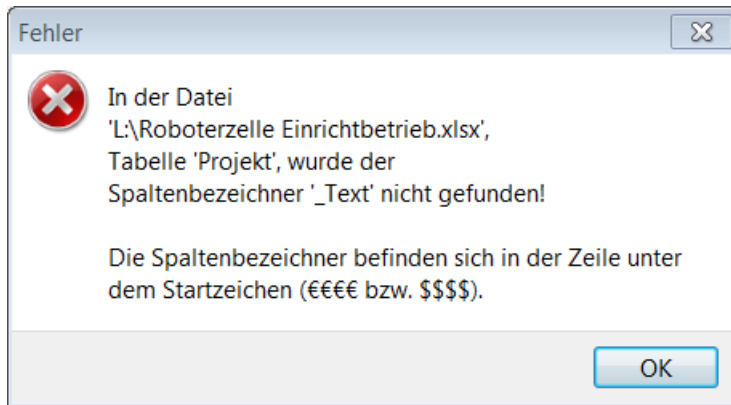 Fehler
In der Datei
'L:\Roboterzelle Einrichtbetrieb.xlsx',
Tabelle 'Projekt', wurde der
Spaltenbezeichner '_Text' nicht gefunden!
Die Spaltenbezeichner befinden sich in der Zeile unter
dem Startzeichen (€€€€ bzw. $$$$).
OK